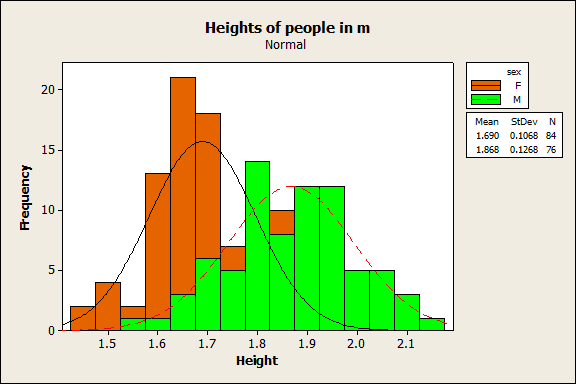 Heights of people in m
Normal
sex
F
M
Mean StDev N
1.690 0.1068 84
1.868 0.1268 76
Frequency
20
15
10
5
0
1.5 1.6 1.7 1.8 1.9 2.0 2.1
Height